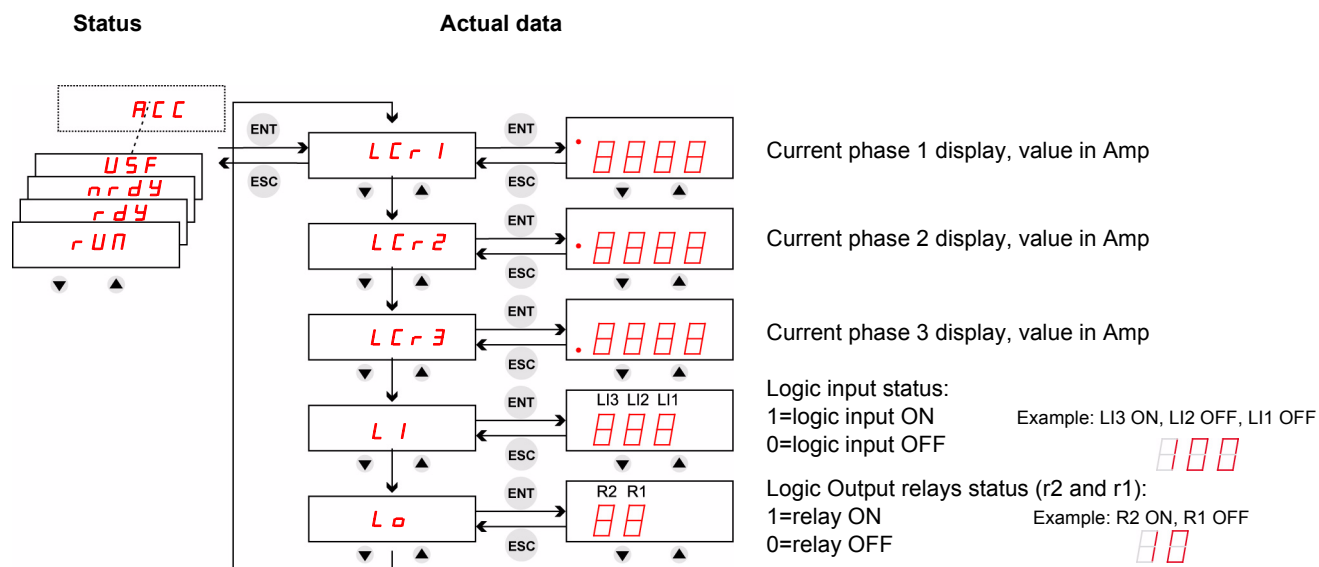 Status
Actual data
ACC
USF
nrdY
rdY
rUn
ENT
ESC
LCr1
ENT
ESC
8888
Current phase 1 display, value in Amp
LCr2
ENT
ESC
8888
Current phase 2 display, value in Amp
LCr3
ENT
ESC
8888
Current phase 3 display, value in Amp
LI
ENT
ESC
LI3 LI2 LI1
888
Logic input status:
1=logic input ON
0=logic input OFF
Example: LI3 ON, LI2 OFF, LI1 OFF
100
Lo
ENT
ESC
R2 R1
88
Logic Output relays status (r2 and r1):
1=relay ON
0=relay OFF
Example: R2 ON, R1 OFF
10